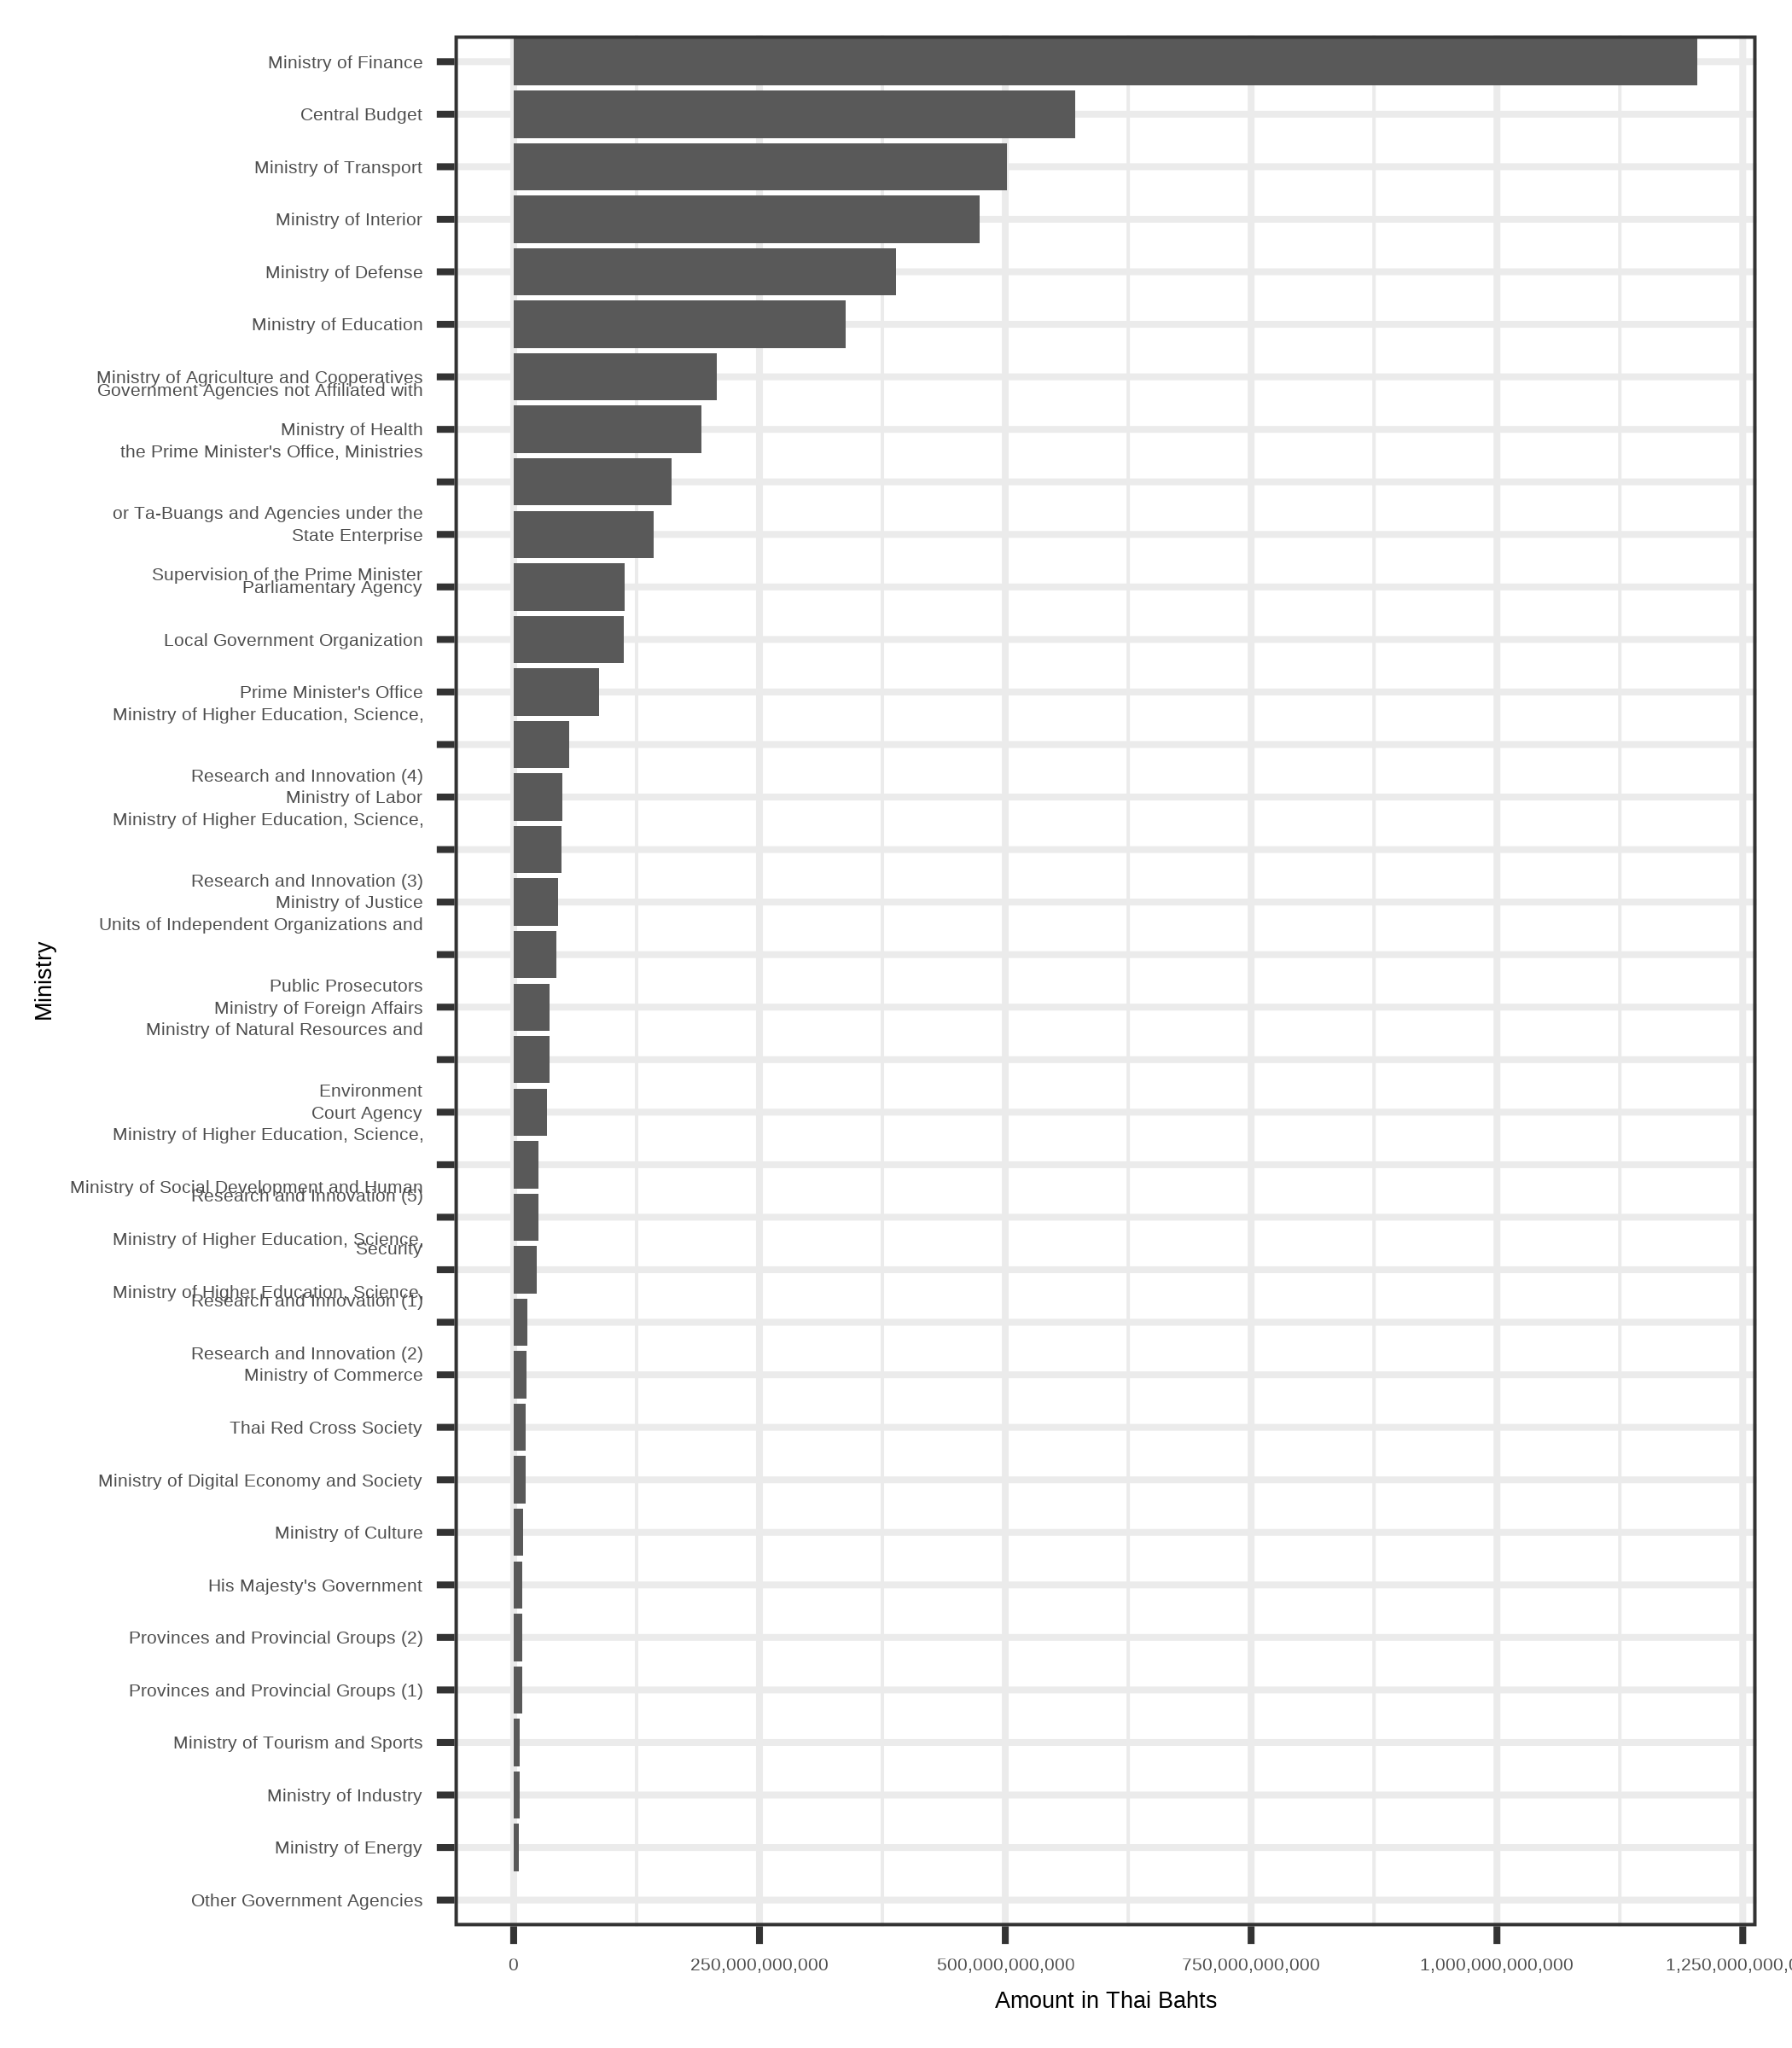 Ministry of Finance
Central Budget
Ministry of Transport
Ministry of Interior
Ministry of Defense
Ministry of Education
Ministry of Agriculture and Cooperatives
Government Agencies not Affiliated with
Ministry of Health
the Prime Minister's Office, Ministries
or Ta-Buangs and Agencies under the
State Enterprise
Supervision of the Prime Minister
Parliamentary Agency
Local Government Organization
Prime Minister's Office
Ministry of Higher Education, Science,
Research and Innovation (4)
Ministry of Labor
Ministry of Higher Education, Science,
Research and Innovation (3)
Ministry of Justice
Units of Independent Organizations and
Public Prosecutors
Ministry of Foreign Affairs
Ministry of Natural Resources and
Environment
Court Agency
Ministry of Higher Education, Science,
Ministry of Social Development and Human
Research and Innovation (5)
Ministry of Higher Education, Science,
Security
Ministry of Higher Education, Science,
Research and Innovation (1)
Research and Innovation (2)
Ministry of Commerce
Thai Red Cross Society
Ministry of Digital Economy and Society
Ministry of Culture
His Majesty's Government
Provinces and Provincial Groups (2)
Provinces and Provincial Groups (1)
Ministry of Tourism and Sports
Ministry of Industry
Ministry of Energy
Other Government Agencies
Ministry
0 250,000,000,000 500,000,000,000 750,000,000,000 1,000,000,000,000 1,250,000,000,0
Amount in Thai Bahts